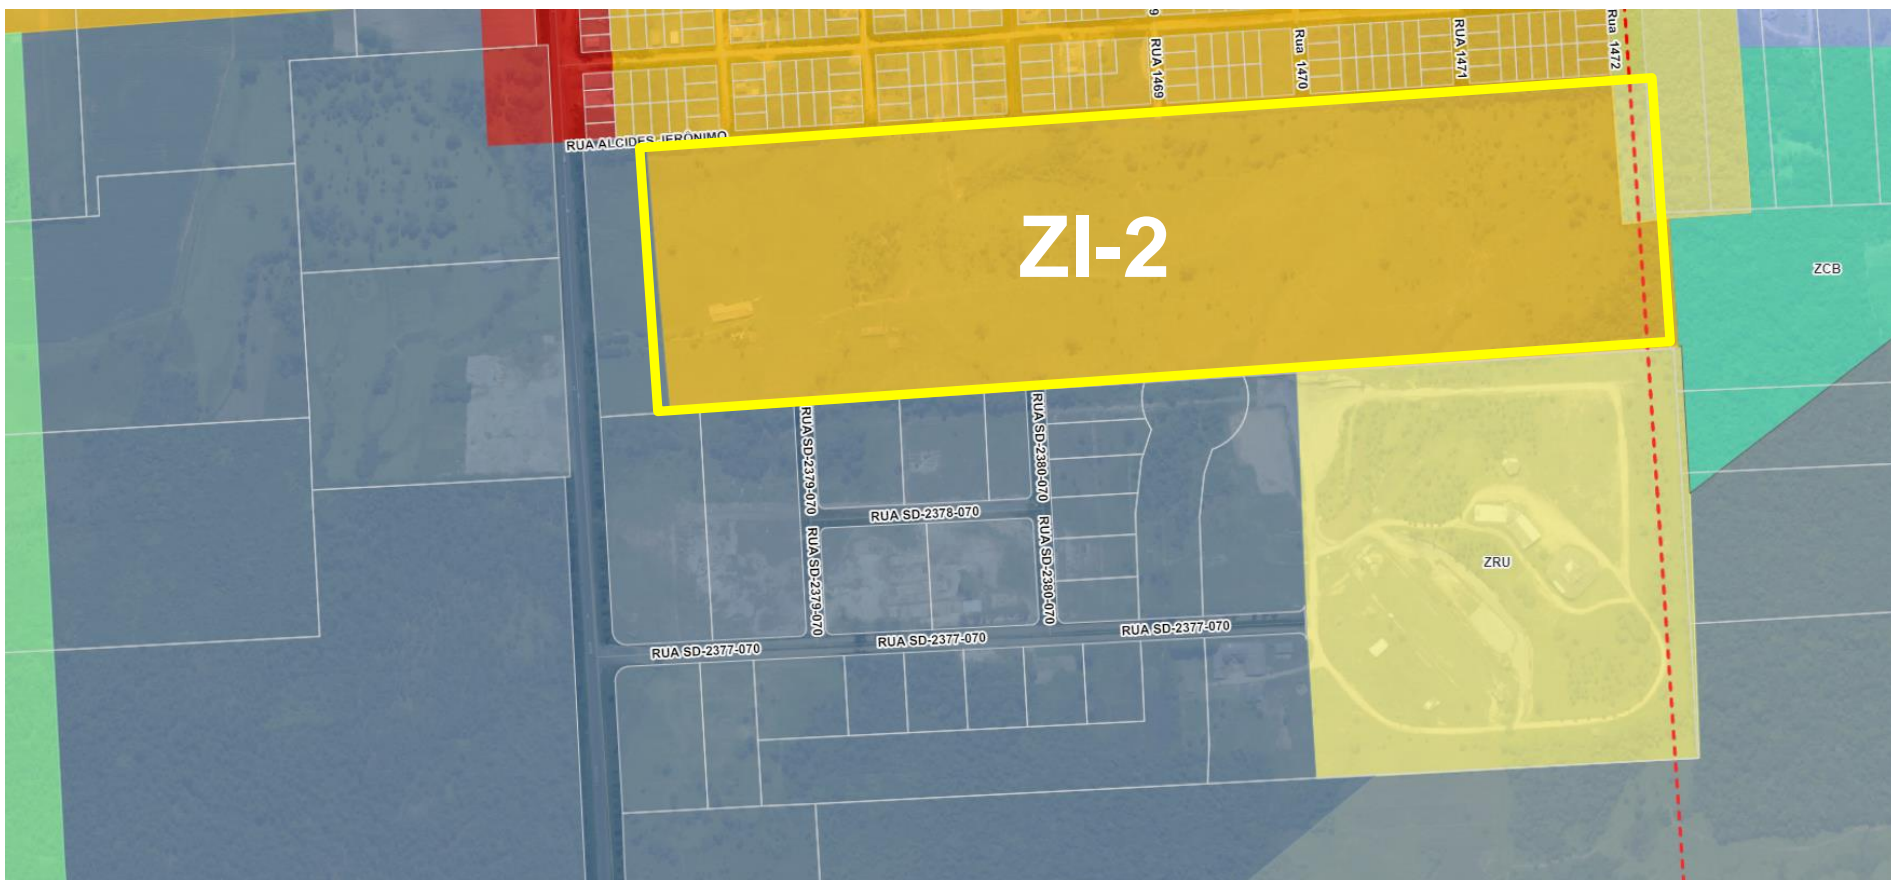 9
RUA 1469
Rua 1470
RUA 1471
Rua 1472
RUA ALCIDES JERÔNIMO
ZI-2
ZCB
RUA SD-2379-070
RUA SD-2380-070
RUA SD-2378-070
RUA SD-2379-070
RUA SD-2380-070
ZRU
RUA SD-2377-070
RUA SD-2377-070
RUA SD-2377-070